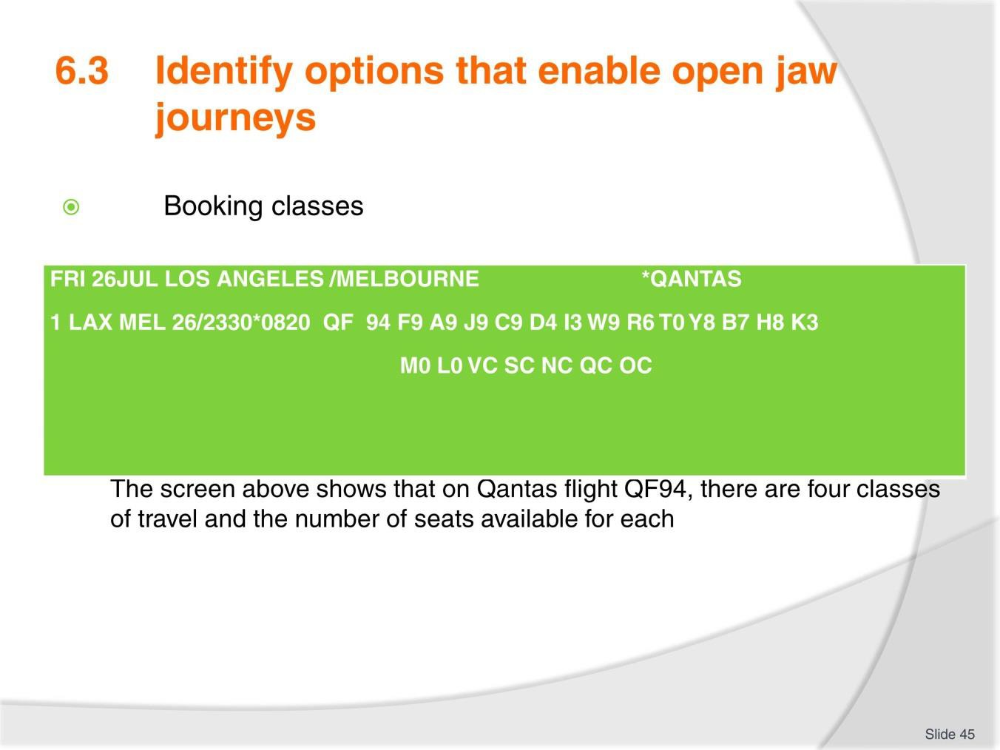 6.3 Identify options that enable open jaw
journeys
Booking classes
FRI 26JUL LOS ANGELES /MELBOURNE *QANTAS
1 LAX MEL 26/2330*0820 QF 94 F9 A9 J9 C9 D4 I3 W9 R6 T0 Y8 B7 H8 K3
M0 L0 VC SC NC QC OC
The screen above shows that on Qantas flight QF94, there are four classes
of travel and the number of seats available for each
Slide 45